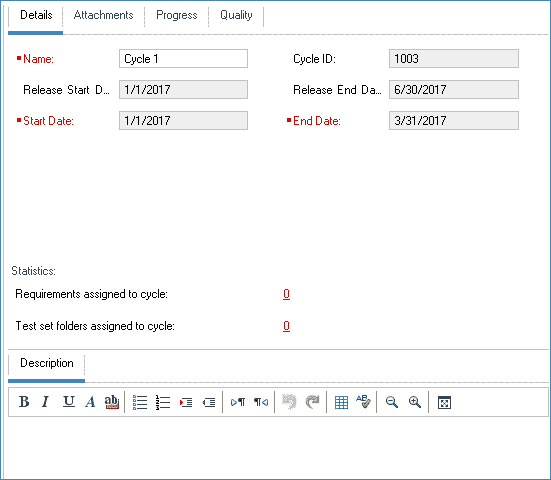 Details Attachments Progress Quality
Name: Cycle 1 Cycle ID: 1003
Release Start D... 1/1/2017 Release End Da... 6/30/2017
Start Date: 1/1/2017 End Date: 3/31/2017
Statistics:
Requirements assigned to cycle: 0
Test set folders assigned to cycle: 0
Description
B I U A ab